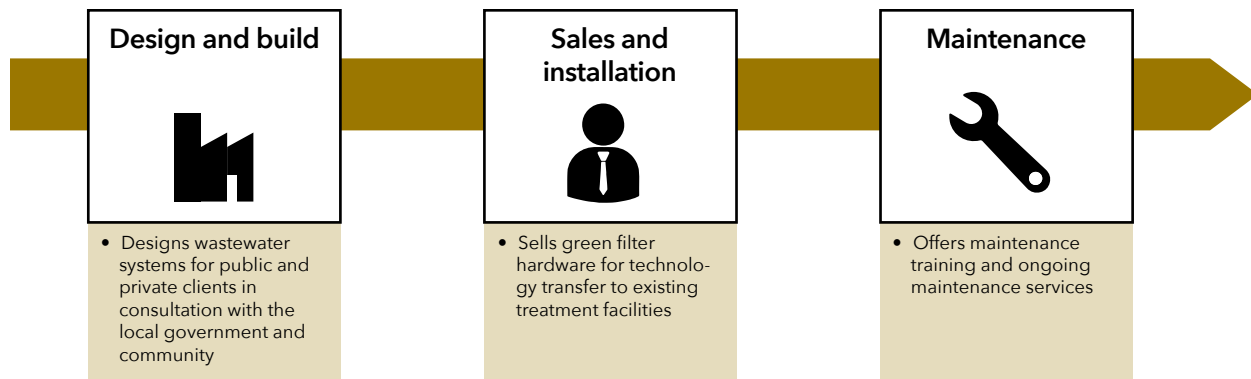 Design and build
• Designs wastewater
systems for public and
private clients in
consultation with the
local government and
community
Sales and
installation
• Sells green filter
hardware for technolo-
gy transfer to existing
treatment facilities
Maintenance
• Offers maintenance
training and ongoing
maintenance services